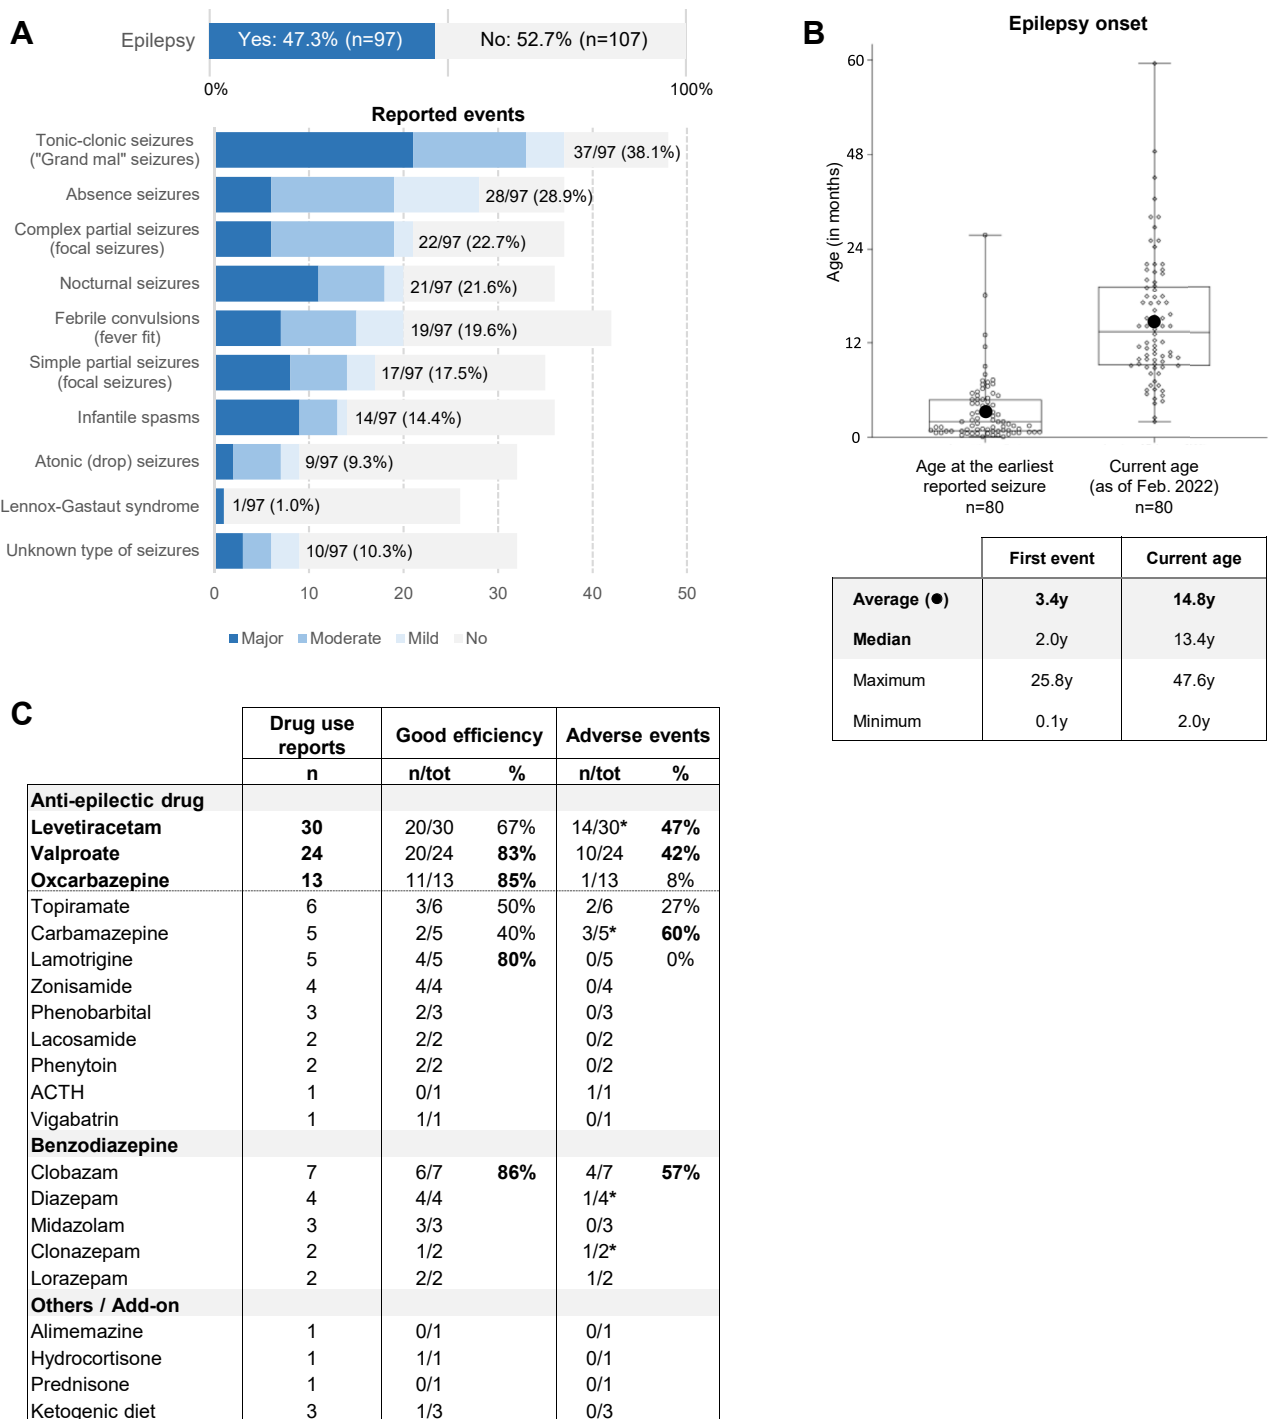 A
Epilepsy
Yes: 47.3% (n=97)
No: 52.7% (n=107)
0%
100%
Reported events
Tonic-clonic seizures
("Grand mal" seizures)
37/97 (38.1%)
Absence seizures
28/97 (28.9%)
Complex partial seizures
(focal seizures)
22/97 (22.7%)
Nocturnal seizures
21/97 (21.6%)
Febrile convulsions
(fever fit)
19/97 (19.6%)
Simple partial seizures
(focal seizures)
17/97 (17.5%)
Infantile spasms
14/97 (14.4%)
Atonic (drop) seizures
9/97 (9.3%)
Lennox-Gastaut syndrome
1/97 (1.0%)
Unknown type of seizures
10/97 (10.3%)
0 10 20 30 40 50
Major Moderate Mild No
B
Epilepsy onset
Age (in months)
60
48
24
12
0
Age at the earliest
reported seizure
n=80
Current age
(as of Feb. 2022)
n=80
First event Current age
Average (●) 3.4y 14.8y
Median 2.0y 13.4y
Maximum 25.8y 47.6y
Minimum 0.1y 2.0y
C
Drug use
reports
Good efficiency
Adverse events
n n/tot % n/tot %
Anti-epilectic drug
Levetiracetam 30 20/30 67% 14/30* 47%
Valproate 24 20/24 83% 10/24 42%
Oxcarbazepine 13 11/13 85% 1/13 8%
Topiramate 6 3/6 50% 2/6 27%
Carbamazepine 5 2/5 40% 3/5* 60%
Lamotrigine 5 4/5 80% 0/5 0%
Zonisamide 4 4/4 0/4
Phenobarbital 3 2/3 0/3
Lacosamide 2 2/2 0/2
Phenytoin 2 2/2 0/2
ACTH 1 0/1 1/1
Vigabatrin 1 1/1 0/1
Benzodiazepine
Clobazam 7 6/7 86% 4/7 57%
Diazepam 4 4/4 1/4*
Midazolam 3 3/3 0/3
Clonazepam 2 1/2 1/2*
Lorazepam 2 2/2 1/2
Others / Add-on
Alimemazine 1 0/1 0/1
Hydrocortisone 1 1/1 0/1
Prednisone 1 0/1 0/1
Ketogenic diet 3 1/3 0/3